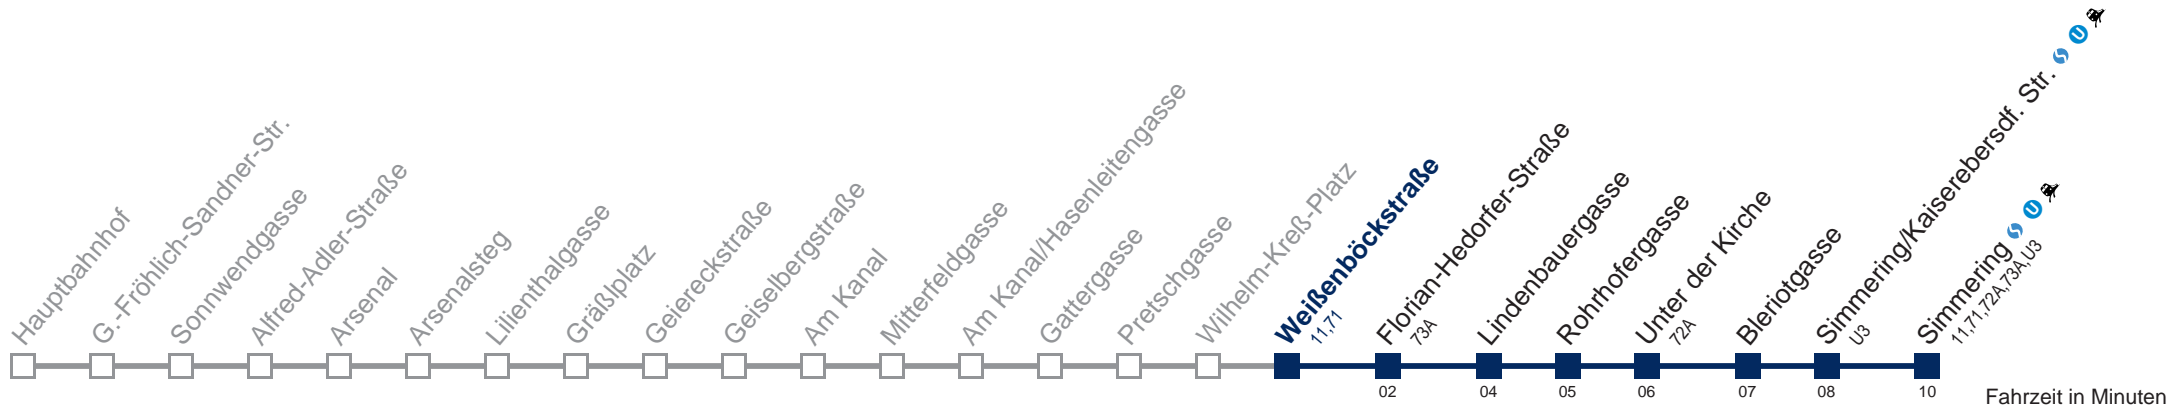 Hauptbahnhof
G.-Fröhlich-Sandner-Str.
Sonnwendgasse
Alfred-Adler-Straße
Arsenal
Arsenalsteg
Lilienthalgasse
Gräßlplatz
Geiereckstraße
Geiselbergstraße
Am Kanal
Mitterfeldgasse
Am Kanal/Hasenleitengasse
Gattergasse
Pretschgasse
Wilhelm-Kreß-Platz
Weißenböckstraße
11,71
Florian-Hedorfer-Straße
73A
Lindenbauergasse
Rohrhofergasse
Unter der Kirche
72A
Bleriotgasse
Simmering/Kaiserebersdf. Str. U
U3
Simmering U
11,71,72A,73A,U3
02 04 05 06 07 08 10
Fahrzeit in Minuten